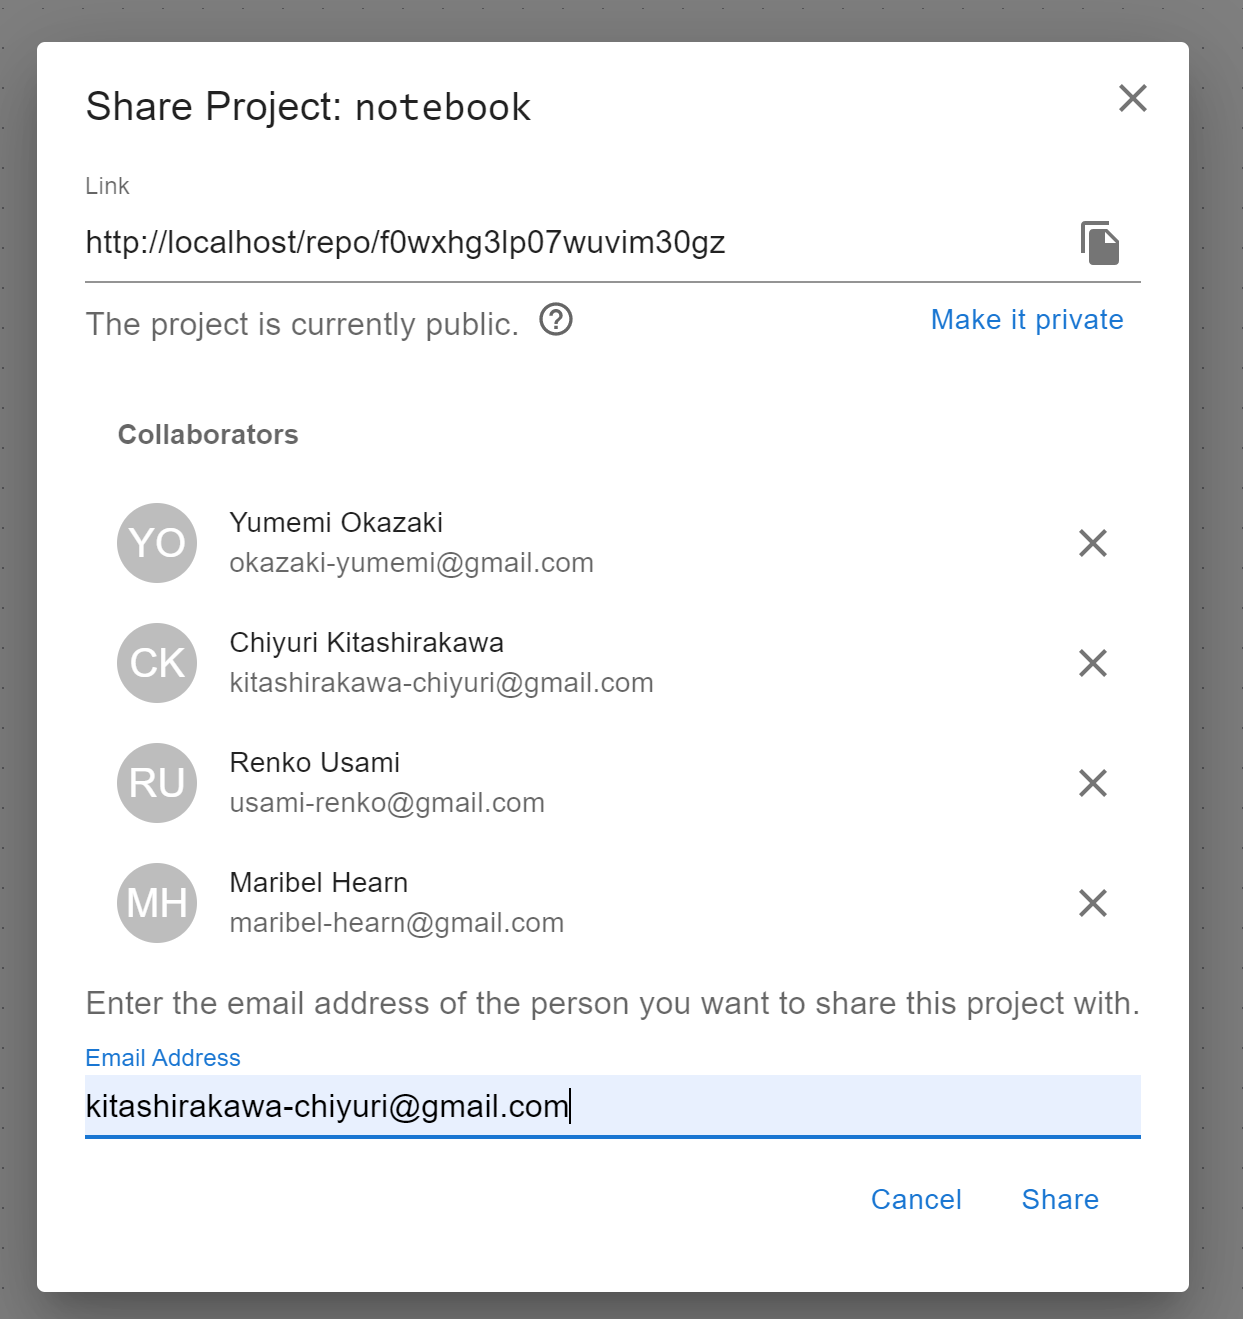 Share Project: notebook
Link
http://localhost/repo/f0wxhg3lp07wuvim30gz
The project is currently public.
Make it private
Collaborators
YO
Yumemi Okazaki
okazaki-yumemi@gmail.com
CK
Chiyuri Kitashirakawa
kitashirakawa-chiyuri@gmail.com
RU
Renko Usami
usami-renko@gmail.com
MH
Maribel Hearn
maribel-hearn@gmail.com
Enter the email address of the person you want to share this project with.
Email Address
kitashirakawa-chiyuri@gmail.com
Cancel Share